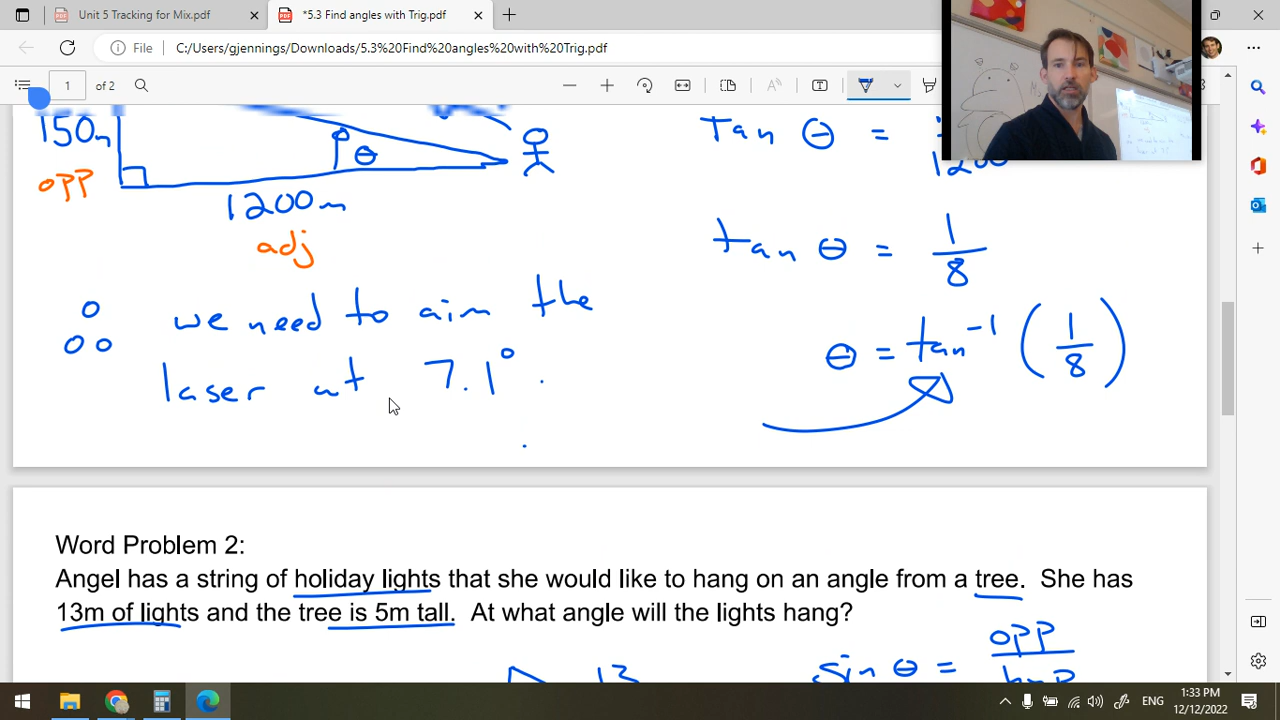 Unit 5 Tracking for Mix.pdf
*5.3 Find angles with Trig.pdf
File
C:/Users/gjennings/Downloads/5.3%20Find%20angles%20with%20Trig.pdf
1 of 2
150m
opp
θ
1200m
adj
Tan θ =
1200
tan θ = 1/8
we need to aim the
laser at 7.1°.
θ = tan⁻¹ (1/8)
Word Problem 2:
Angel has a string of holiday lights that she would like to hang on an angle from a tree. She has
13m of lights and the tree is 5m tall. At what angle will the lights hang?
13
sin θ = opp
hyp
ENG
1:33 PM
12/12/2022